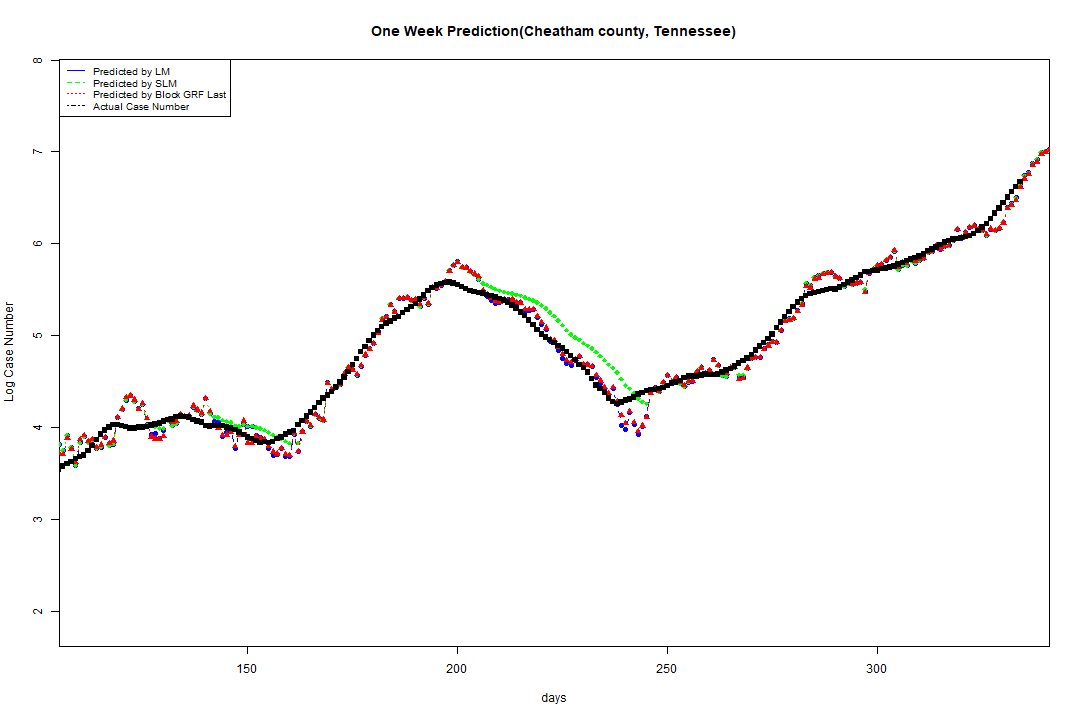 One Week Prediction(Cheatham county, Tennessee)
Predicted by LM
Predicted by SLM
Predicted by Block GRF Last
Actual Case Number
8
7
6
5
4
3
2
Log Case Number
150
200
250
300
days